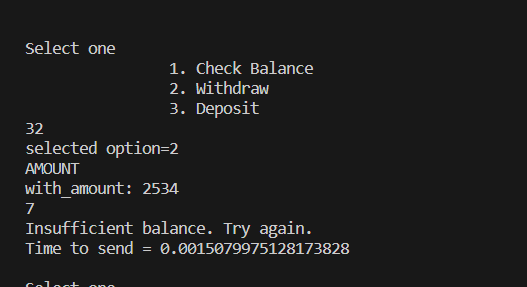 Select one
1. Check Balance
2. Withdraw
3. Deposit
32
selected option=2
AMOUNT
with_amount: 2534
7
Insufficient balance. Try again.
Time to send = 0.0015079975128173828
Select one